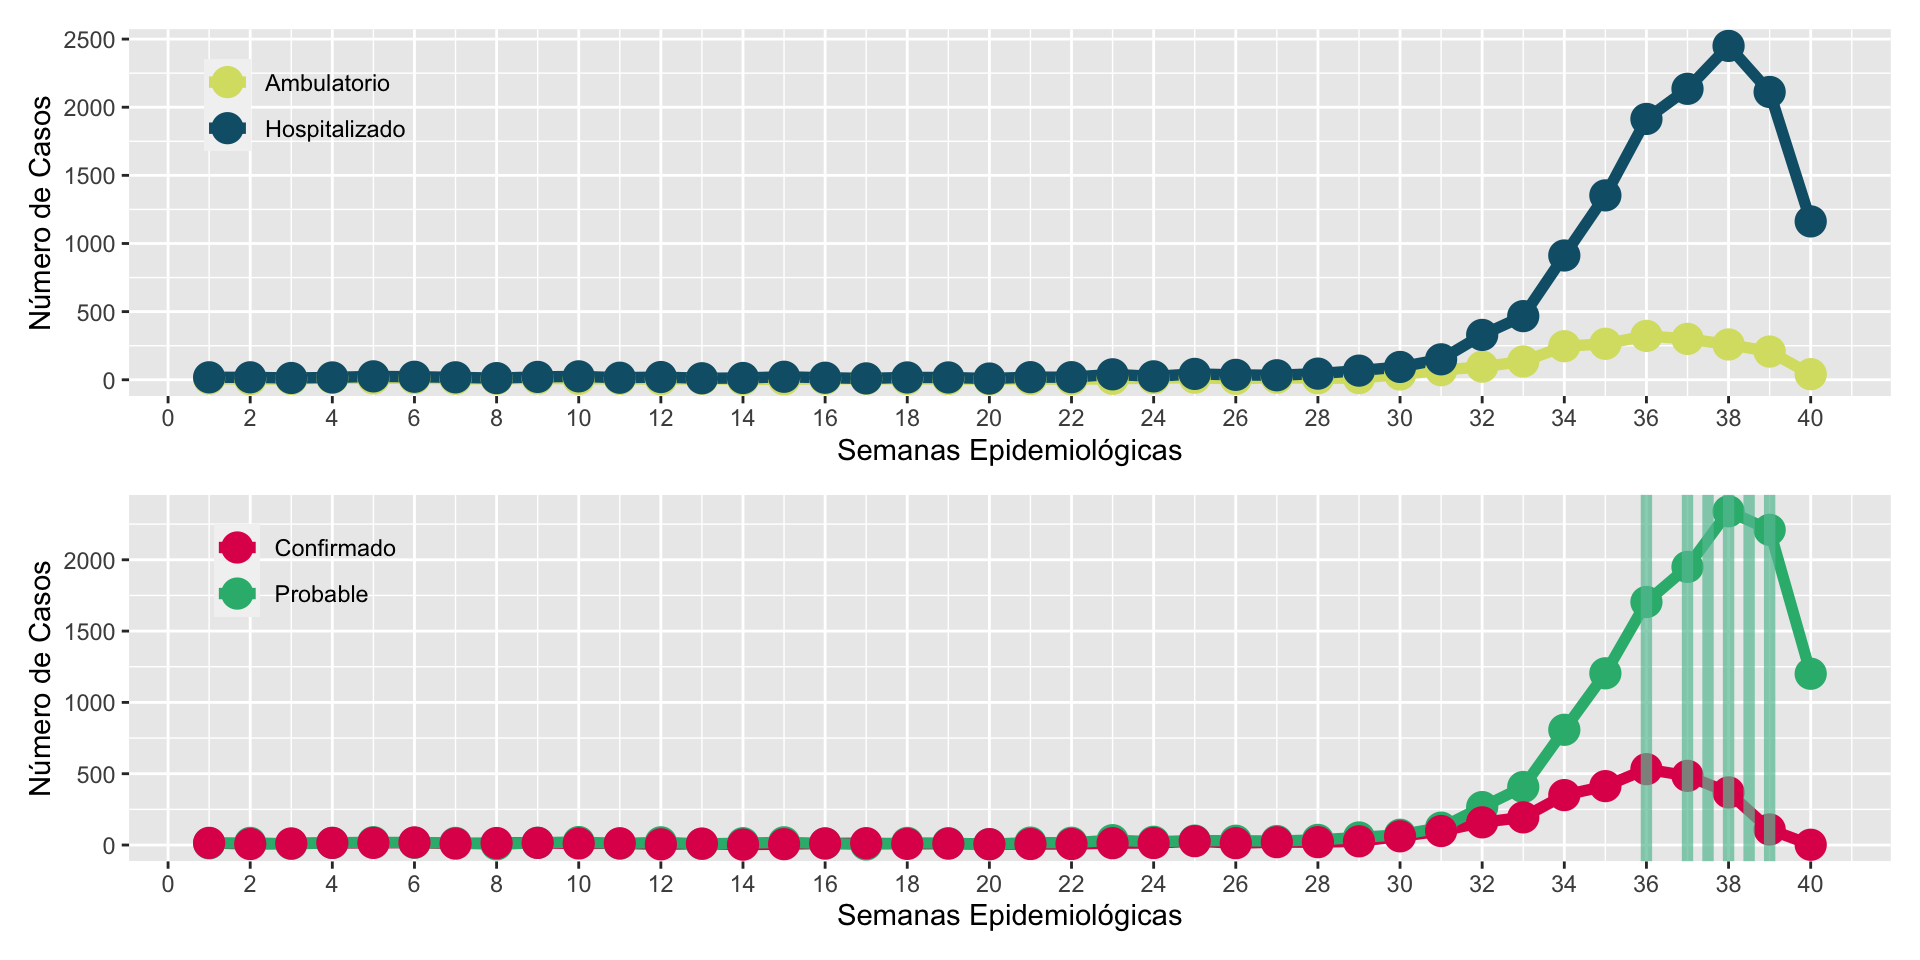 2500
2000
1500
1000
500
0
Número de Casos
Ambulatorio
Hospitalizado
0 2 4 6 8 10 12 14 16 18 20 22 24 26 28 30 32 34 36 38 40
Semanas Epidemiológicas
2000
1500
1000
500
0
Número de Casos
Confirmado
Probable
0 2 4 6 8 10 12 14 16 18 20 22 24 26 28 30 32 34 36 38 40
Semanas Epidemiológicas